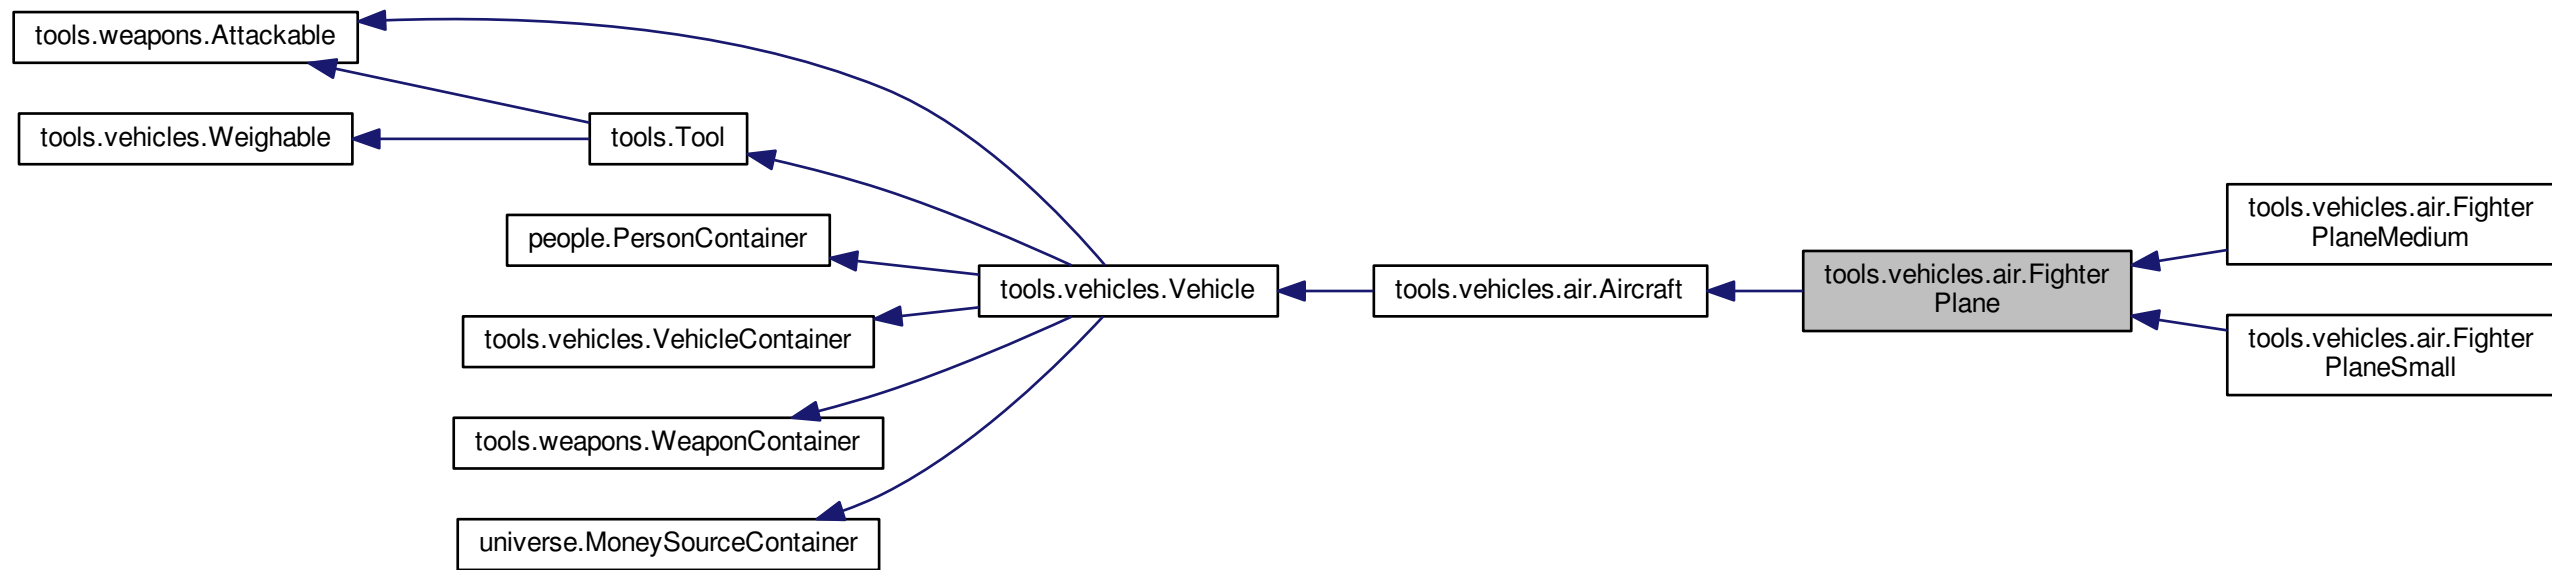 tools.weapons.Attackable
tools.vehicles.Weighable
tools.Tool
people.PersonContainer
tools.vehicles.VehicleContainer
tools.weapons.WeaponContainer
universe.MoneySourceContainer
tools.vehicles.Vehicle
tools.vehicles.air.Aircraft
tools.vehicles.air.Fighter
Plane
tools.vehicles.air.Fighter
PlaneMedium
tools.vehicles.air.Fighter
PlaneSmall